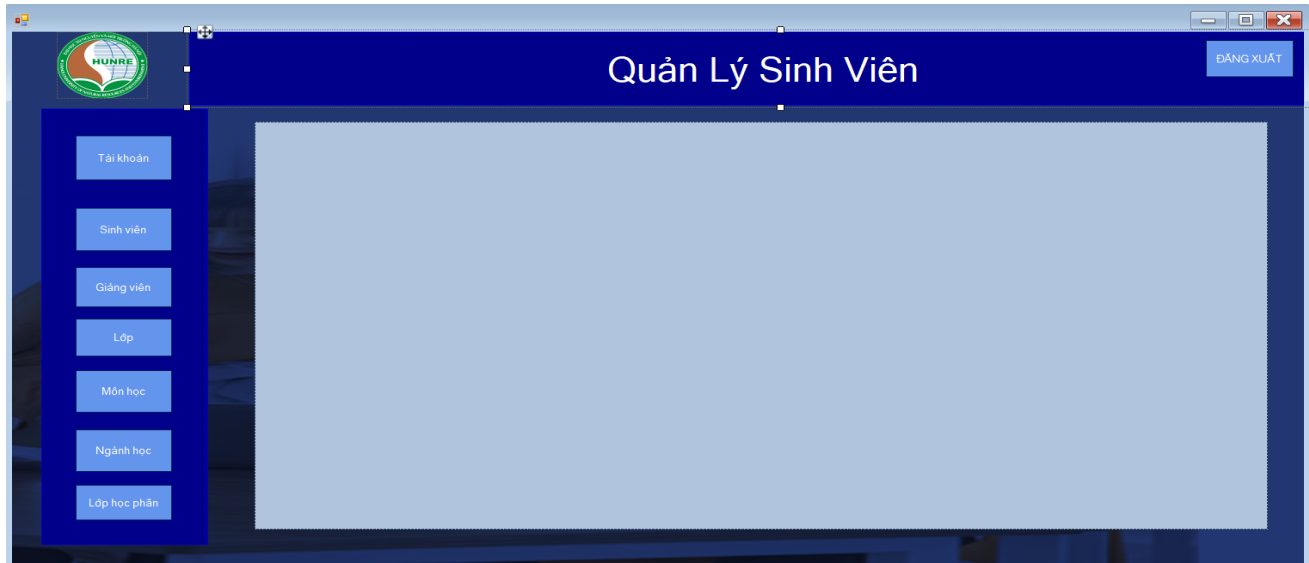 HUNRE
Quản Lý Sinh Viên
ĐĂNG XUẤT
Tài khoản
Sinh viên
Giảng viên
Lớp
Môn học
Ngành học
Lớp học phần